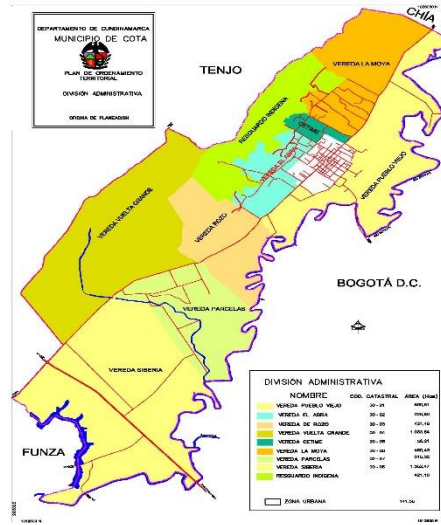 DEPARTAMENTO DE CUNDINAMARCA
MUNICIPIO DE COTA
PLAN DE ORDENAMIENTO
TERRITORIAL
DIVISIÓN ADMINISTRATIVA
OFICINA DE PLANEACIÓN
CHÍA
TENJO
VEREDA LA MOYA
RESGUARDO INDIGENA
CETIME
VEREDA EL ABRA
VEREDA PUEBLO VIEJO
VEREDA VUELTA GRANDE
VEREDA ROZO
BOGOTÁ D.C.
VEREDA PARCELAS
VEREDA SIBERIA
FUNZA
DIVISIÓN ADMINISTRATIVA
NOMBRE COD. CATASTRAL AREA (Has)
VEREDA PUEBLO VIEJO
VEREDA EL ABRA
VEREDA DE ROZO
VEREDA VUELTA GRANDE
VEREDA CETIME
VEREDA LA MOYA
VEREDA PARCELAS
VEREDA SIBERIA
RESGUARDO INDIGENA
ZONA URBANA